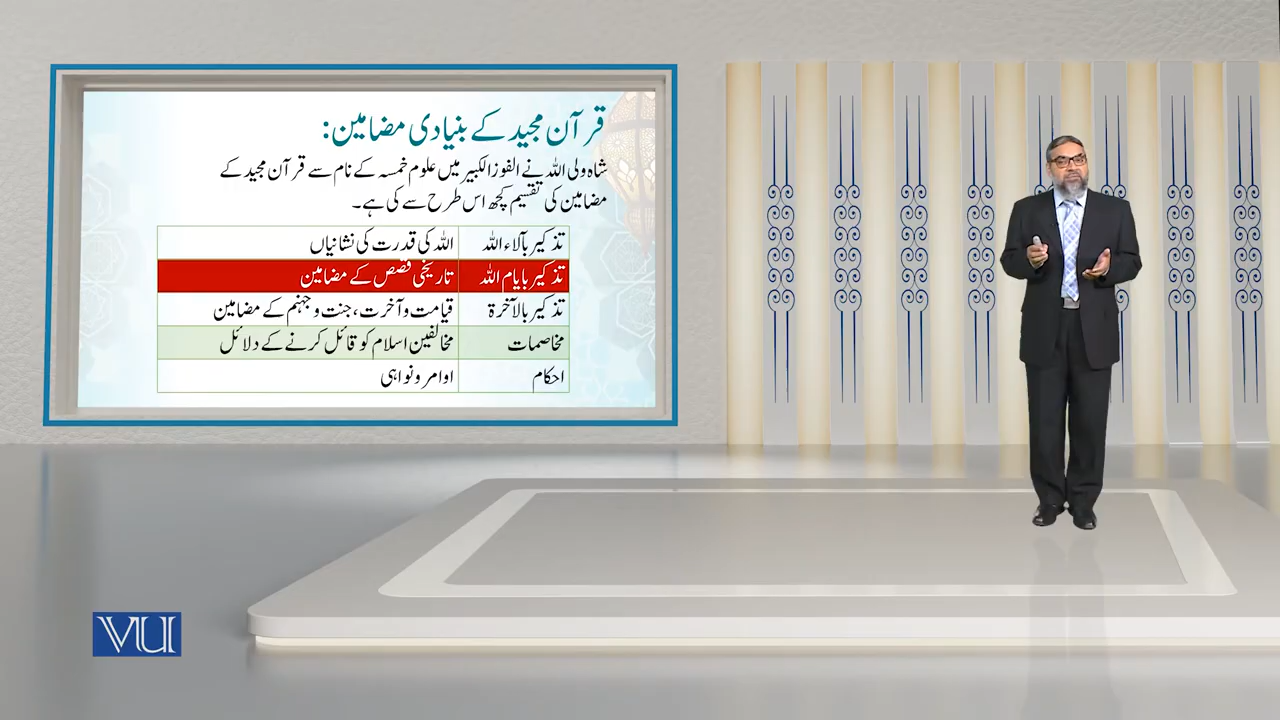 قرآن مجید کے بنیادی مضامین:
شاہ ولی اللہ نے الفوز الکبیر میں علوم خمسہ کے نام سے قرآن مجید کے
مضامین کی تقسیم کچھ اس طرح سے کی ہے۔
تذکیر بآلاء اللہ اللہ کی قدرت کی نشانیاں
تذکیر بایام اللہ تاریخی قصص کے مضامین
تذکیر بالآخرۃ قیامت و آخرت، جنت و جہنم کے مضامین
مخاصمات مخالفین اسلام کو قائل کرنے کے دلائل
احکام اوامر و نواہی
VU